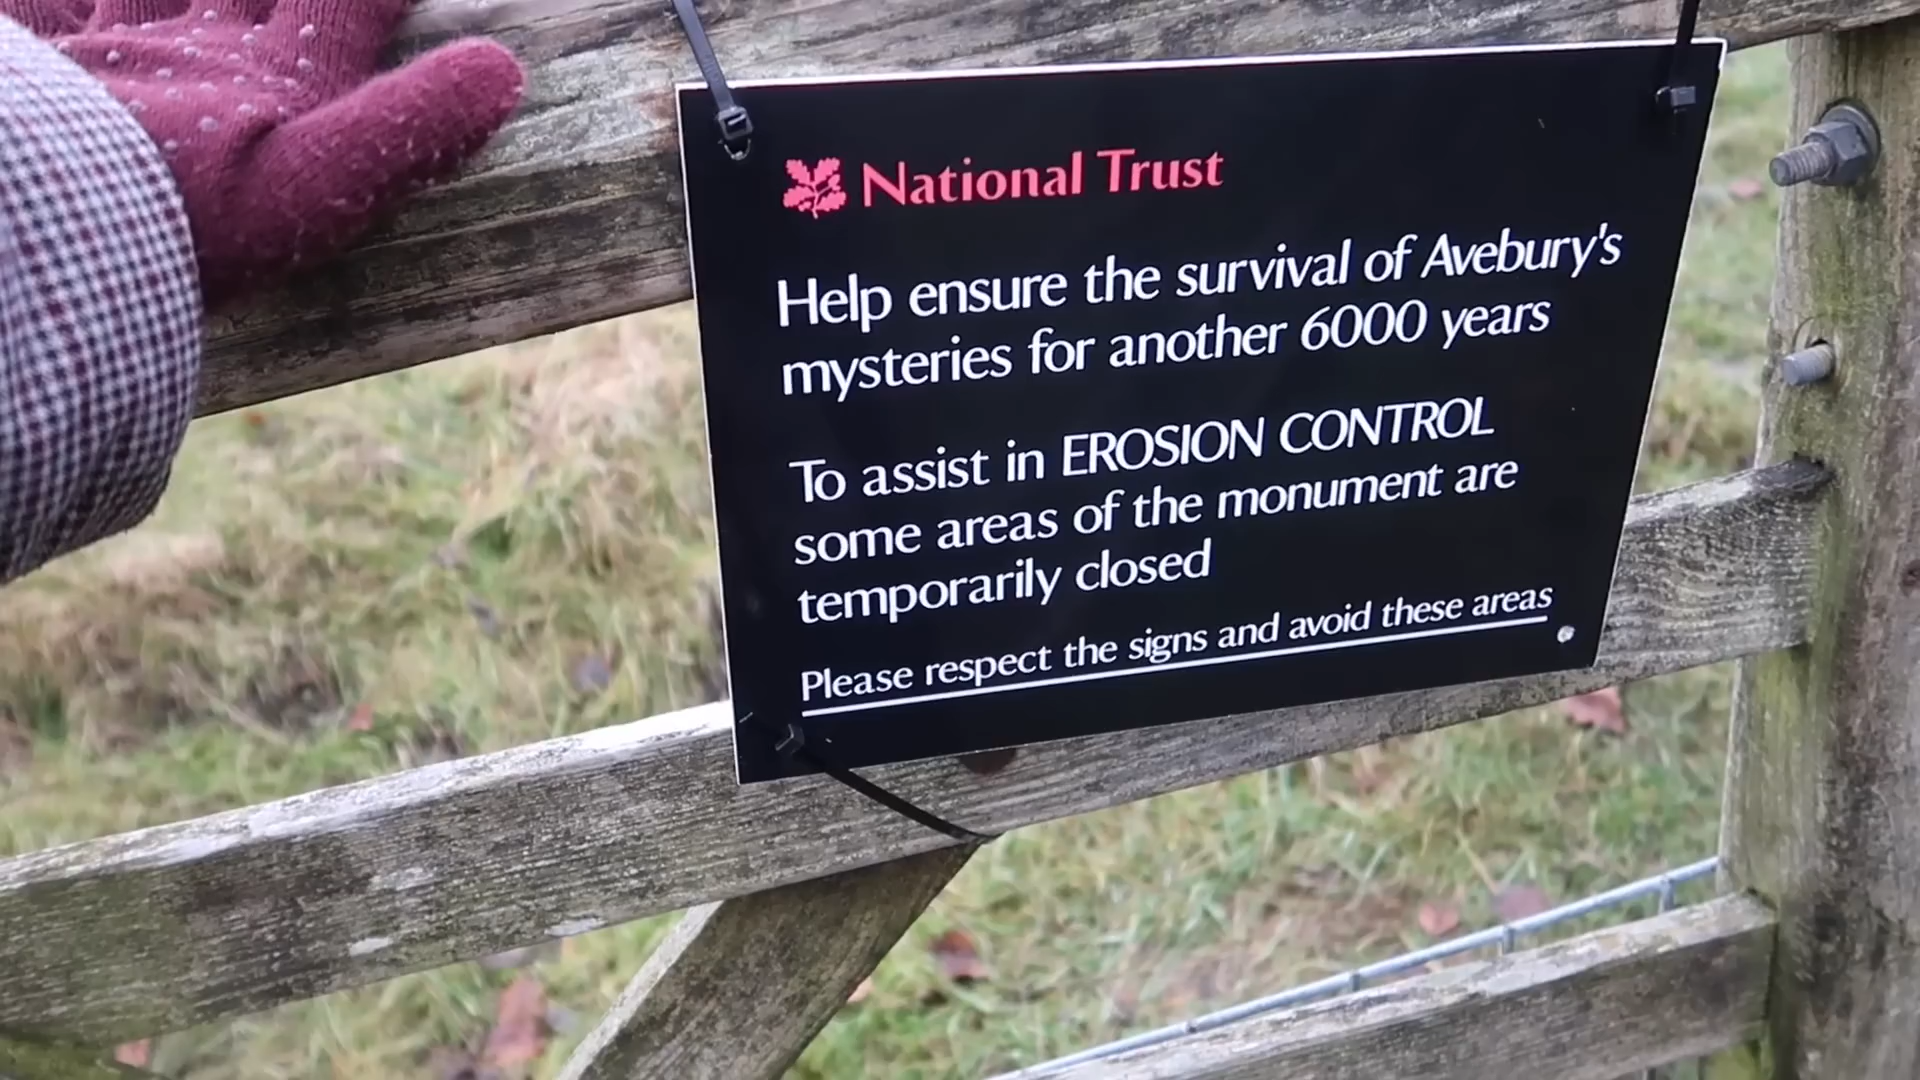 National Trust
Help ensure the survival of Avebury's
mysteries for another 6000 years
To assist in EROSION CONTROL
some areas of the monument are
temporarily closed
Please respect the signs and avoid these areas